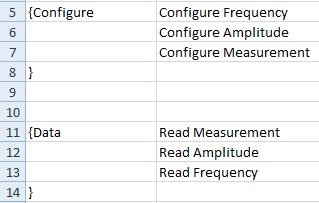 5 {Configure Configure Frequency
6 Configure Amplitude
7 Configure Measurement
8 }
9
10
11 {Data Read Measurement
12 Read Amplitude
13 Read Frequency
14 }